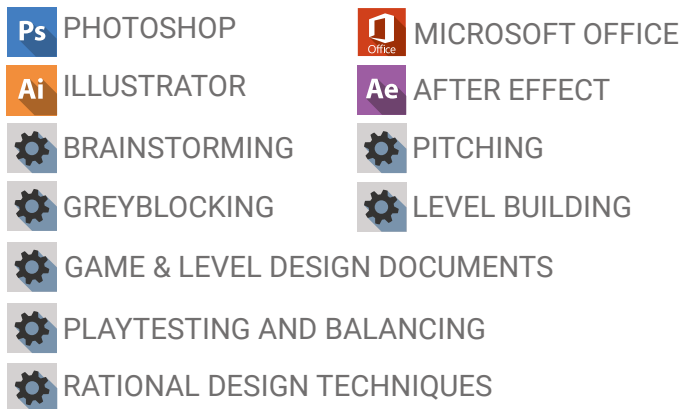 Ps PHOTOSHOP
Office MICROSOFT OFFICE
Ai ILLUSTRATOR
Ae AFTER EFFECT
BRAINSTORMING
PITCHING
GREYBLOCKING
LEVEL BUILDING
GAME & LEVEL DESIGN DOCUMENTS
PLAYTESTING AND BALANCING
RATIONAL DESIGN TECHNIQUES